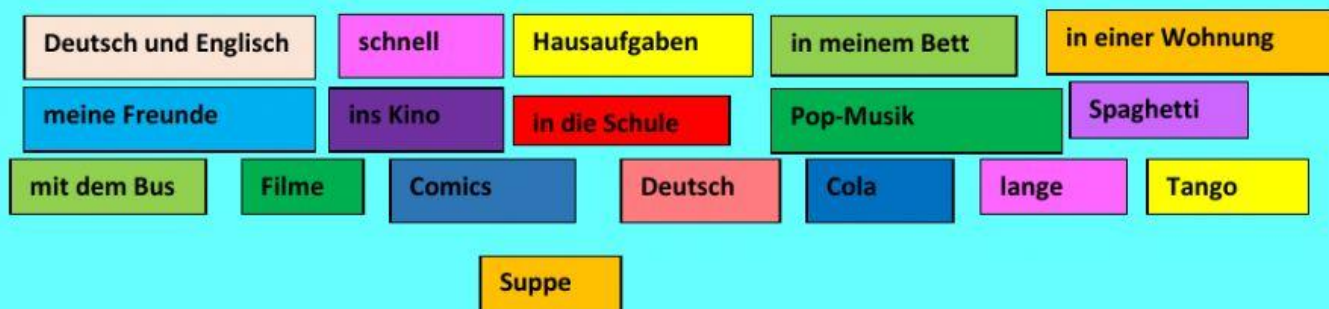 Deutsch und Englisch schnell Hausaufgaben in meinem Bett in einer Wohnung
meine Freunde ins Kino in die Schule Pop-Musik Spaghetti
mit dem Bus Filme Comics Deutsch Cola lange Tango
Suppe